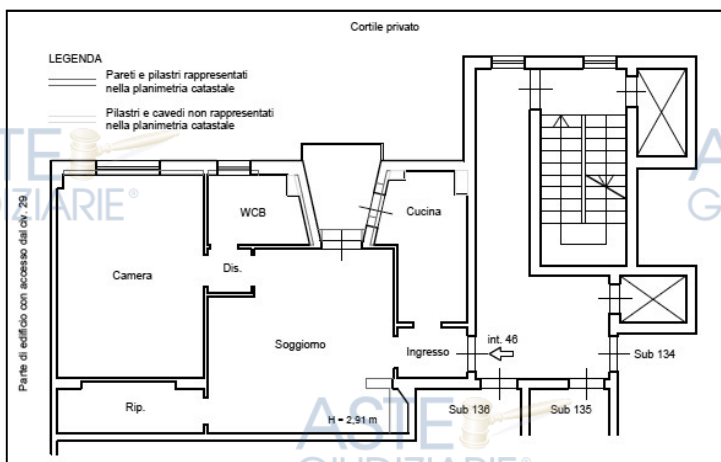 Cortile privato
LEGENDA
Pareti e pilastri rappresentati
nella planimetria catastale
Pilastri e cavedi non rappresentati
nella planimetria catastale
Parte di edificio con accesso dal civ. 29
WCB
Cucina
Camera
Dis.
Soggiorno
Ingresso
int. 46
Sub 134
Rip.
H = 2,91 m
Sub 136
Sub 135
ASTE
GIUDIZIARIE®